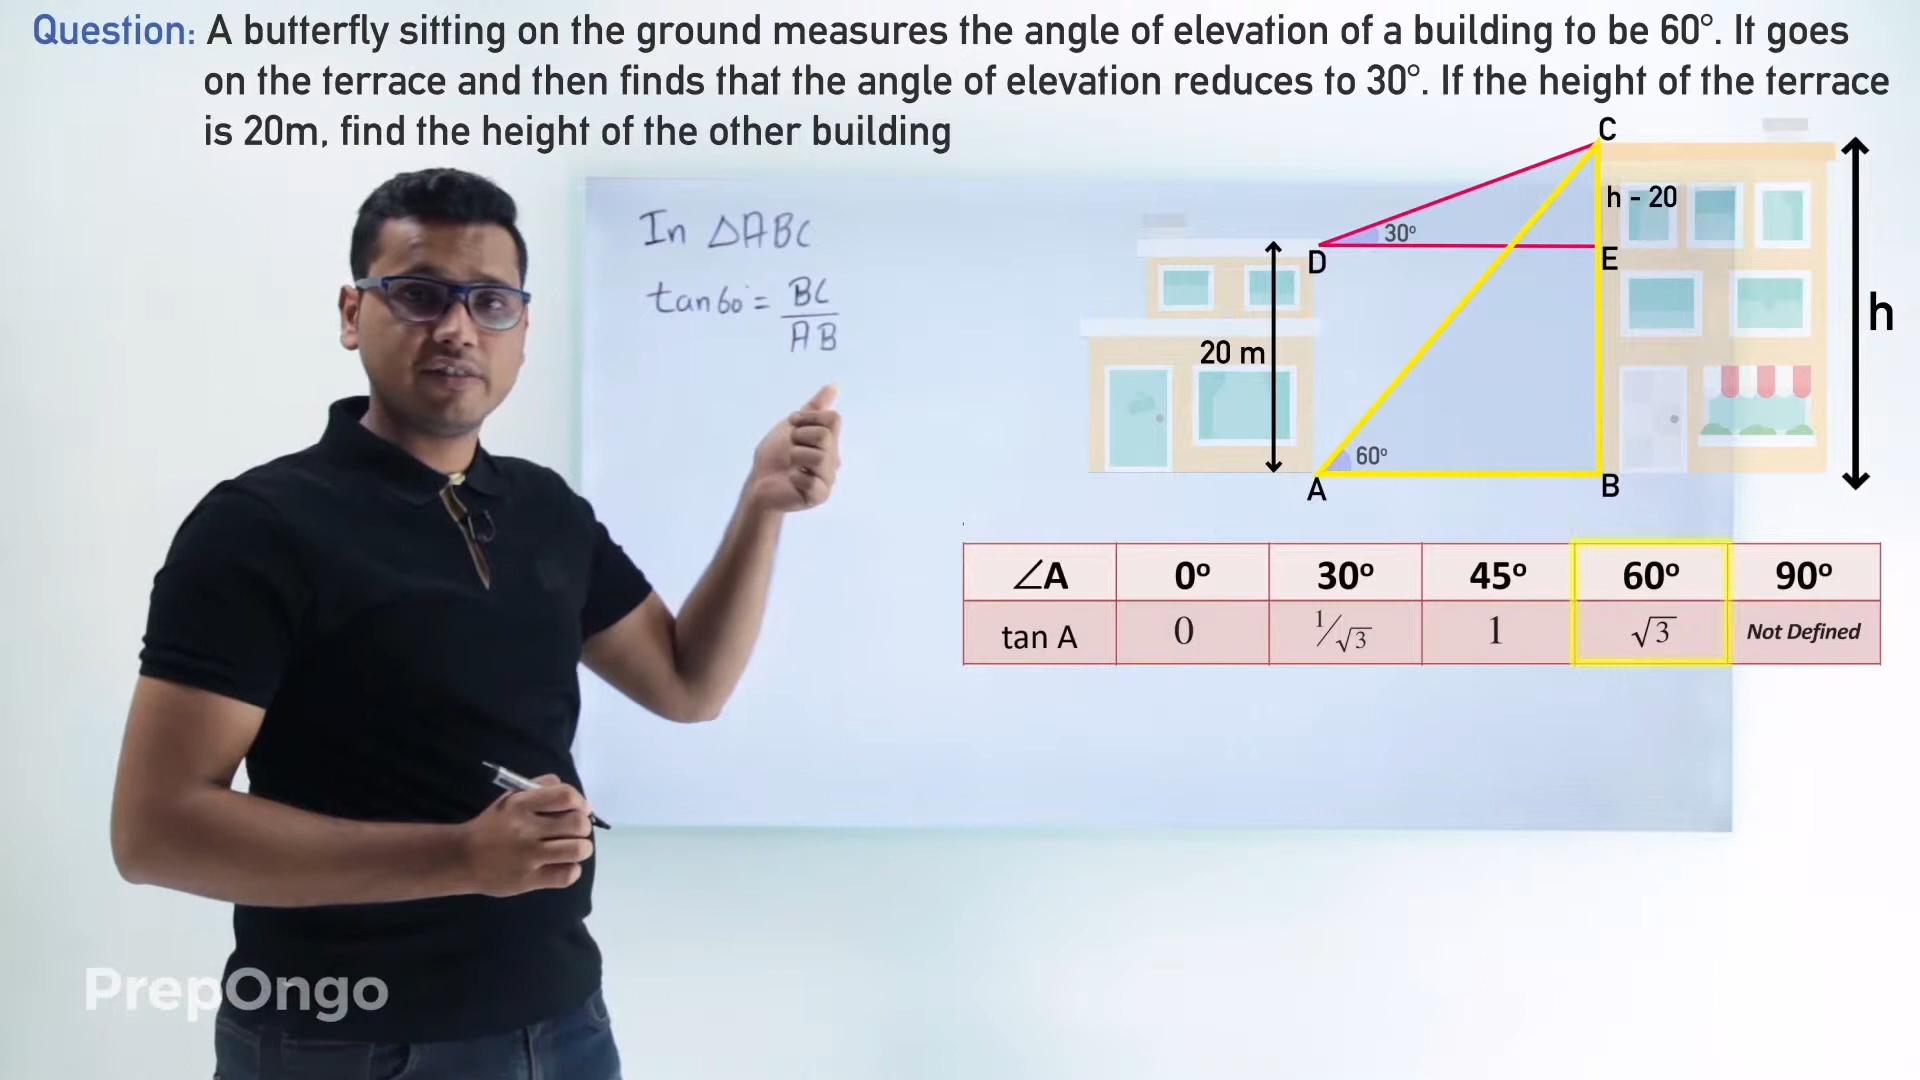 Question: A butterfly sitting on the ground measures the angle of elevation of a building to be 60°. It goes
on the terrace and then finds that the angle of elevation reduces to 30°. If the height of the terrace
is 20m, find the height of the other building
In △ABC
tan 60° = BC
AB
C
h - 20
30°
D
E
h
20 m
60°
A
B
∠A 0° 30° 45° 60° 90°
tan A 0 1/√3 1 √3 Not Defined
PrepOngo